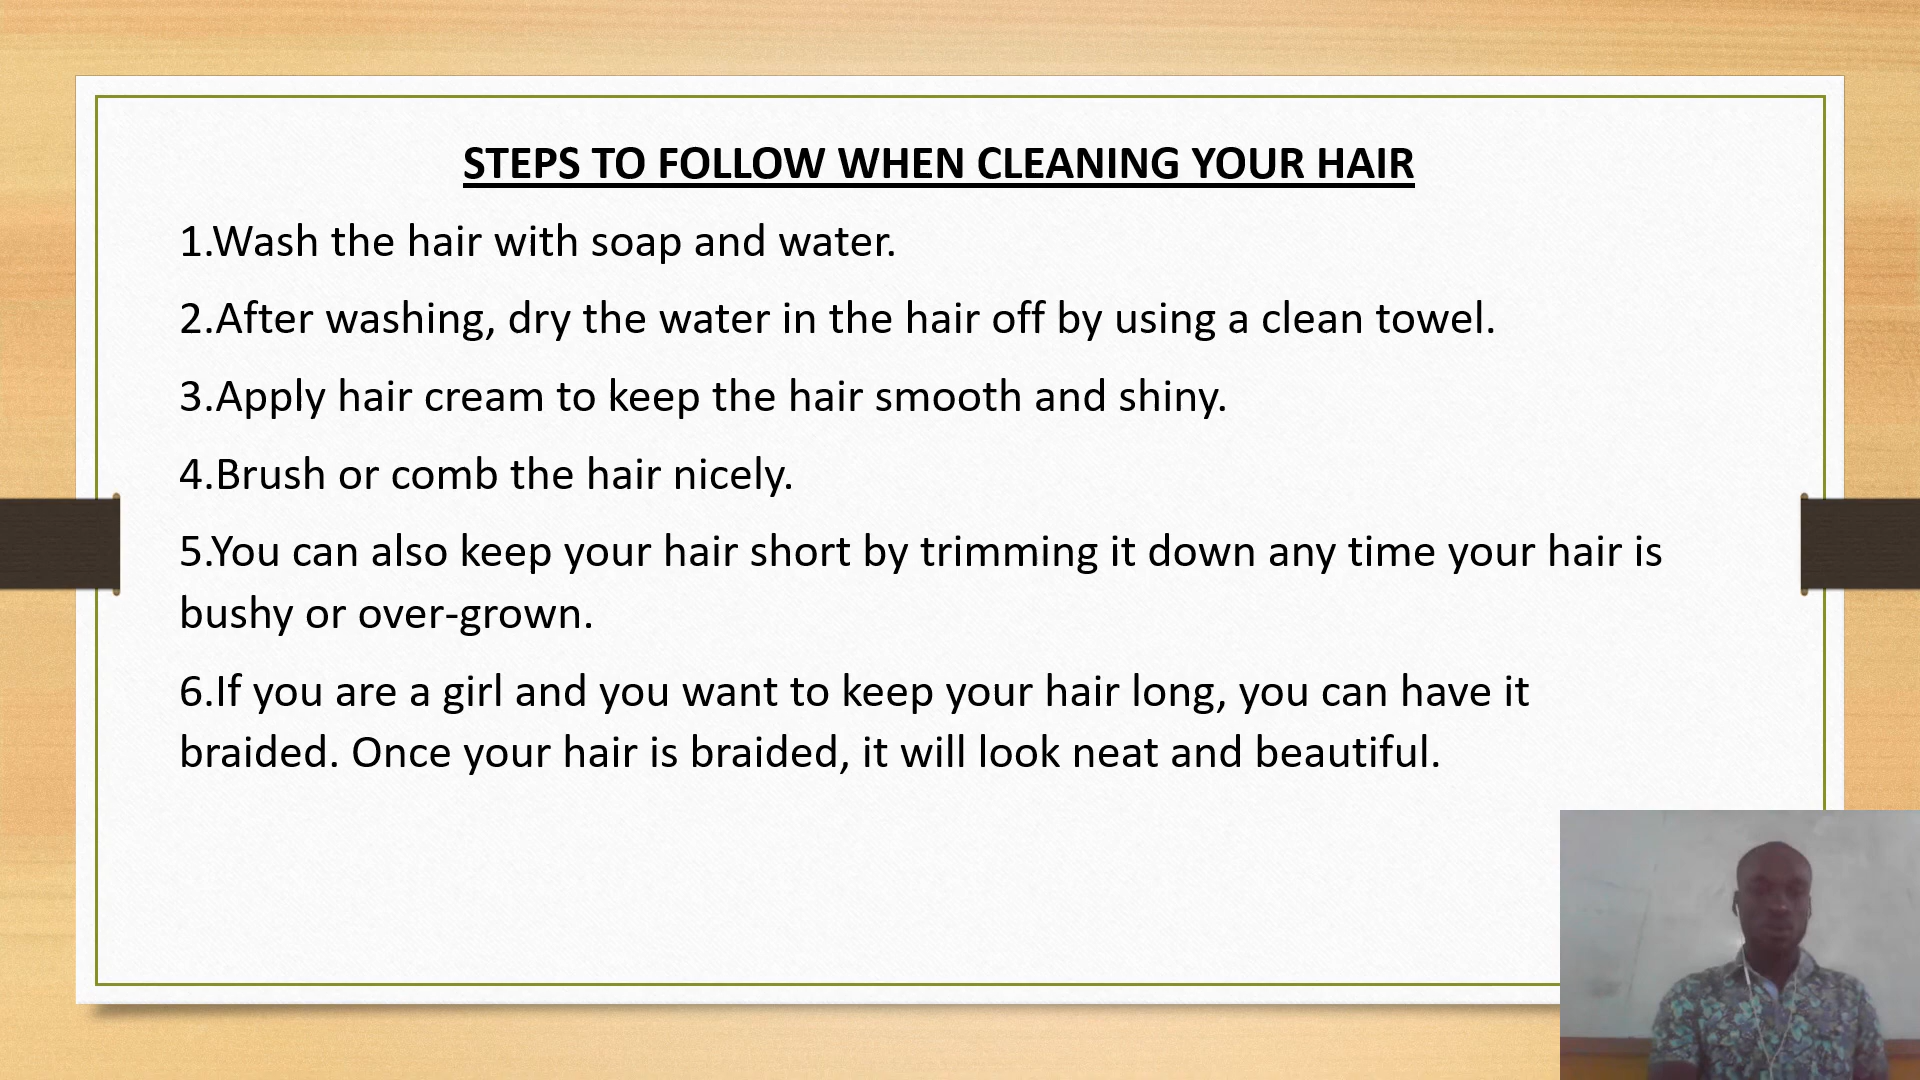 STEPS TO FOLLOW WHEN CLEANING YOUR HAIR
1.Wash the hair with soap and water.
2.After washing, dry the water in the hair off by using a clean towel.
3.Apply hair cream to keep the hair smooth and shiny.
4.Brush or comb the hair nicely.
5.You can also keep your hair short by trimming it down any time your hair is
bushy or over-grown.
6.If you are a girl and you want to keep your hair long, you can have it
braided. Once your hair is braided, it will look neat and beautiful.